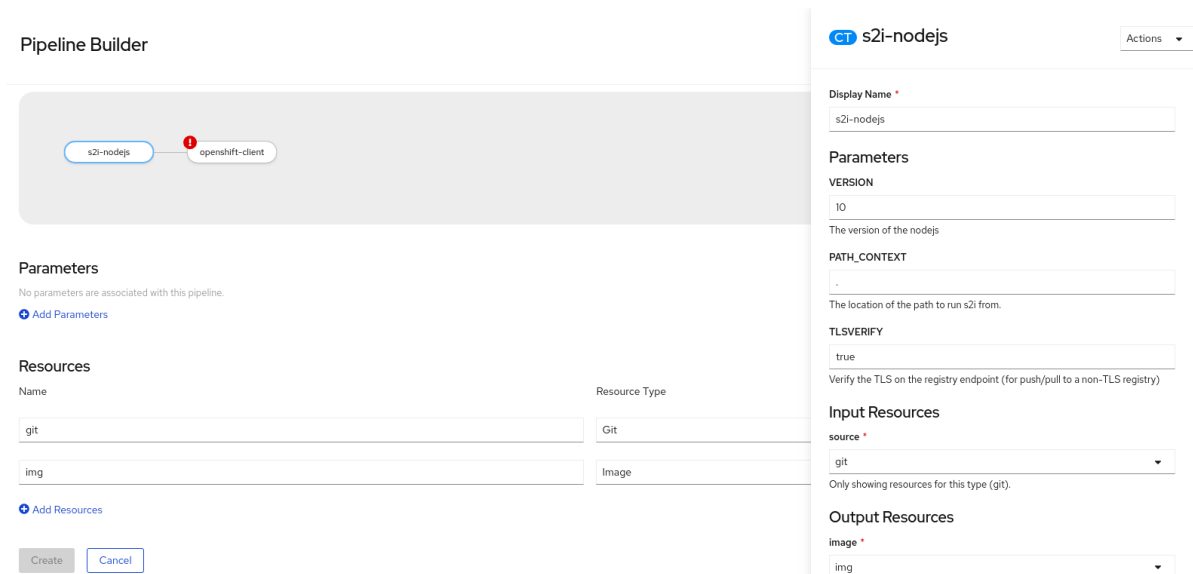 Pipeline Builder
s2i-nodejs
!
openshift-client
Parameters
No parameters are associated with this pipeline.
Add Parameters
Resources
Name
Resource Type
git
Git
img
Image
Add Resources
Create
Cancel
CT s2i-nodejs
Actions
Display Name *
s2i-nodejs
Parameters
VERSION
10
The version of the nodejs
PATH_CONTEXT
.
The location of the path to run s2i from.
TLSVERIFY
true
Verify the TLS on the registry endpoint (for push/pull to a non-TLS registry)
Input Resources
source *
git
Only showing resources for this type (git).
Output Resources
image *
img